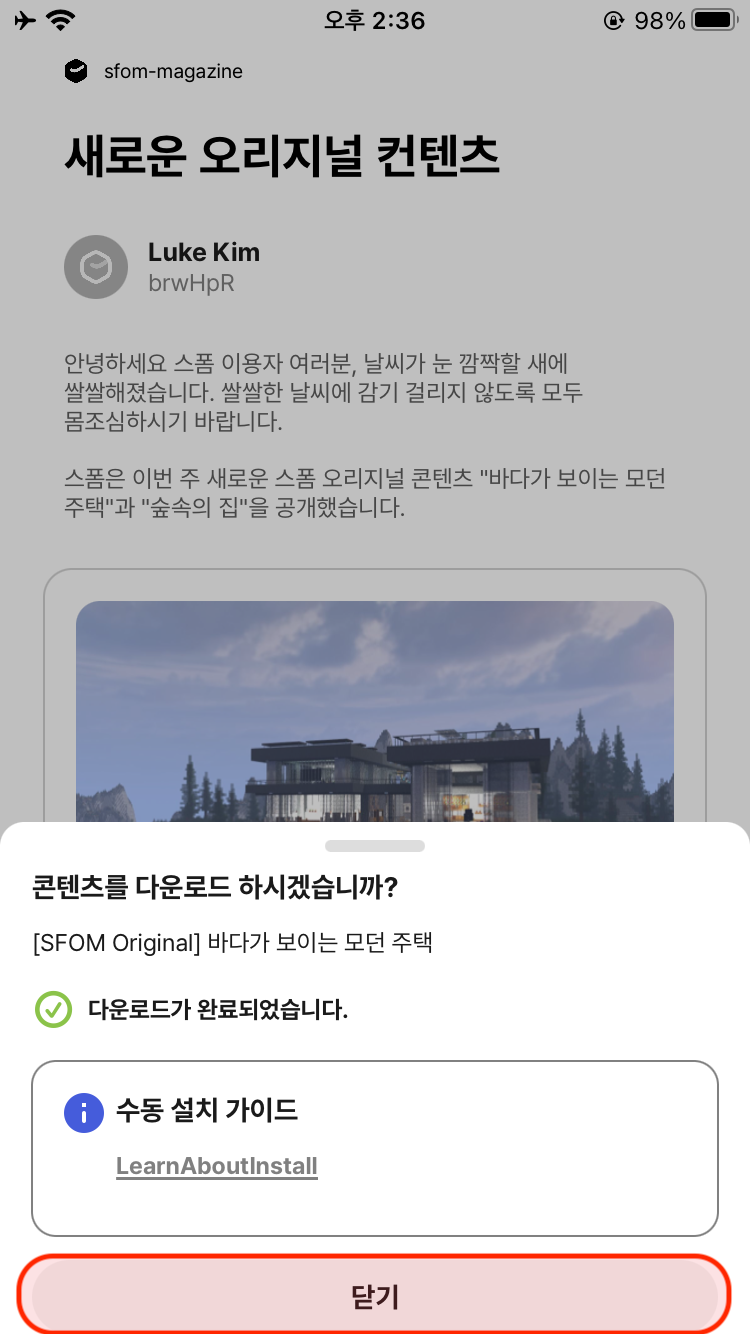 오후 2:36
98%
sfom-magazine
새로운 오리지널 컨텐츠
Luke Kim
brwHpR
안녕하세요 스폼 이용자 여러분, 날씨가 눈 깜짝할 새에
쌀쌀해졌습니다. 쌀쌀한 날씨에 감기 걸리지 않도록 모두
몸조심하시기 바랍니다.
스폼은 이번 주 새로운 스폼 오리지널 콘텐츠 "바다가 보이는 모던
주택"과 "숲속의 집"을 공개했습니다.
콘텐츠를 다운로드 하시겠습니까?
[SFOM Original] 바다가 보이는 모던 주택
다운로드가 완료되었습니다.
수동 설치 가이드
LearnAboutInstall
닫기